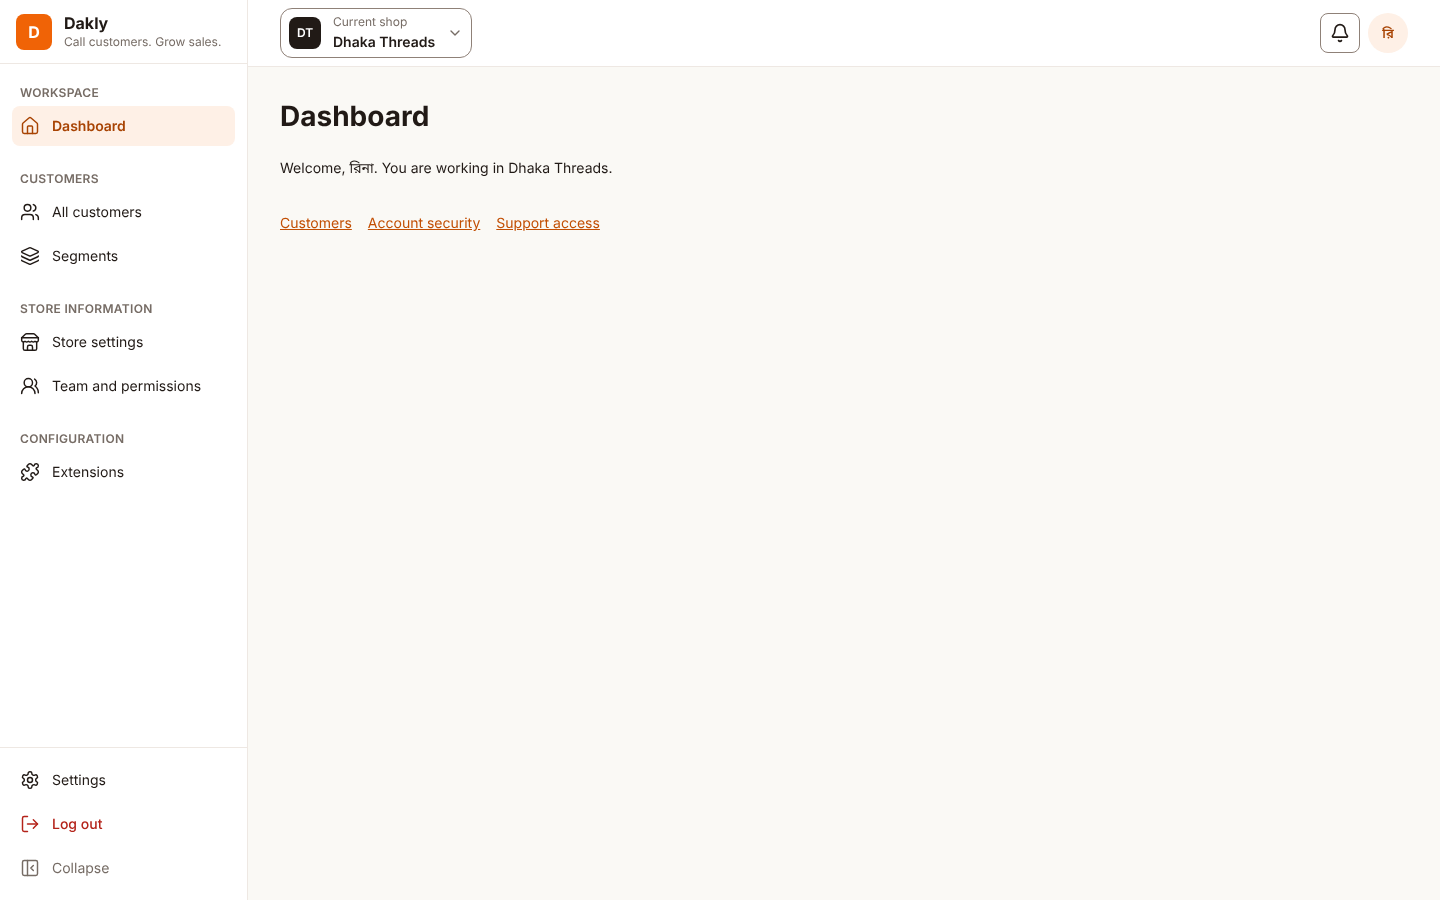 D
Dakly
Call customers. Grow sales.
WORKSPACE
Dashboard
CUSTOMERS
All customers
Segments
STORE INFORMATION
Store settings
Team and permissions
CONFIGURATION
Extensions
Settings
Log out
Collapse
DT
Current shop
Dhaka Threads
রি
Dashboard
Welcome, রিনা. You are working in Dhaka Threads.
Customers Account security Support access